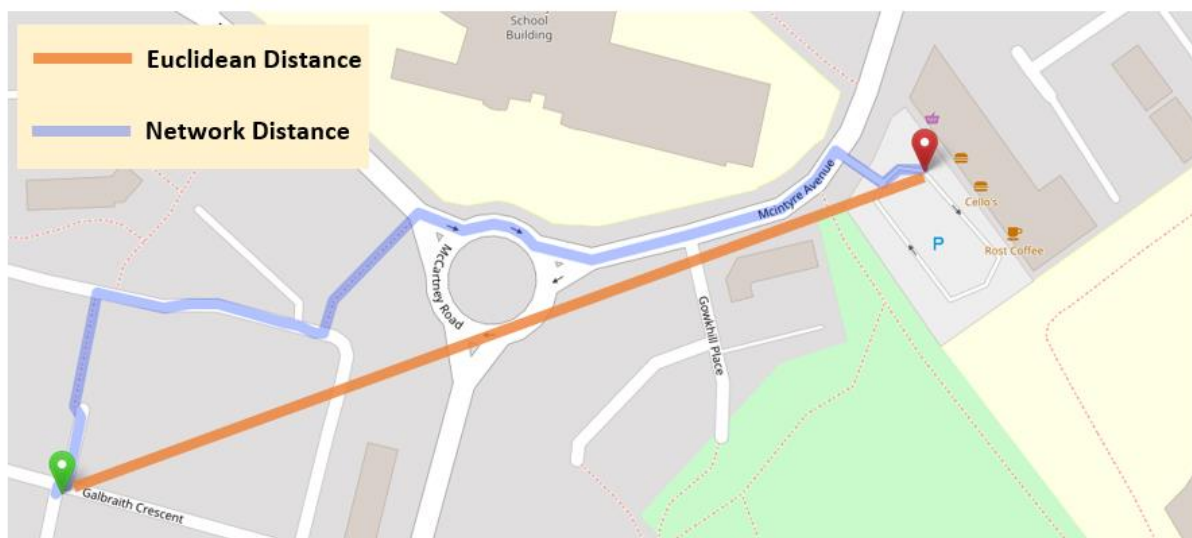 School
Building
Euclidean Distance
Network Distance
Mcintyre Avenue
Cello's
Rost Coffee
P
McCartney Road
Gowkhill Place
Galbraith Crescent